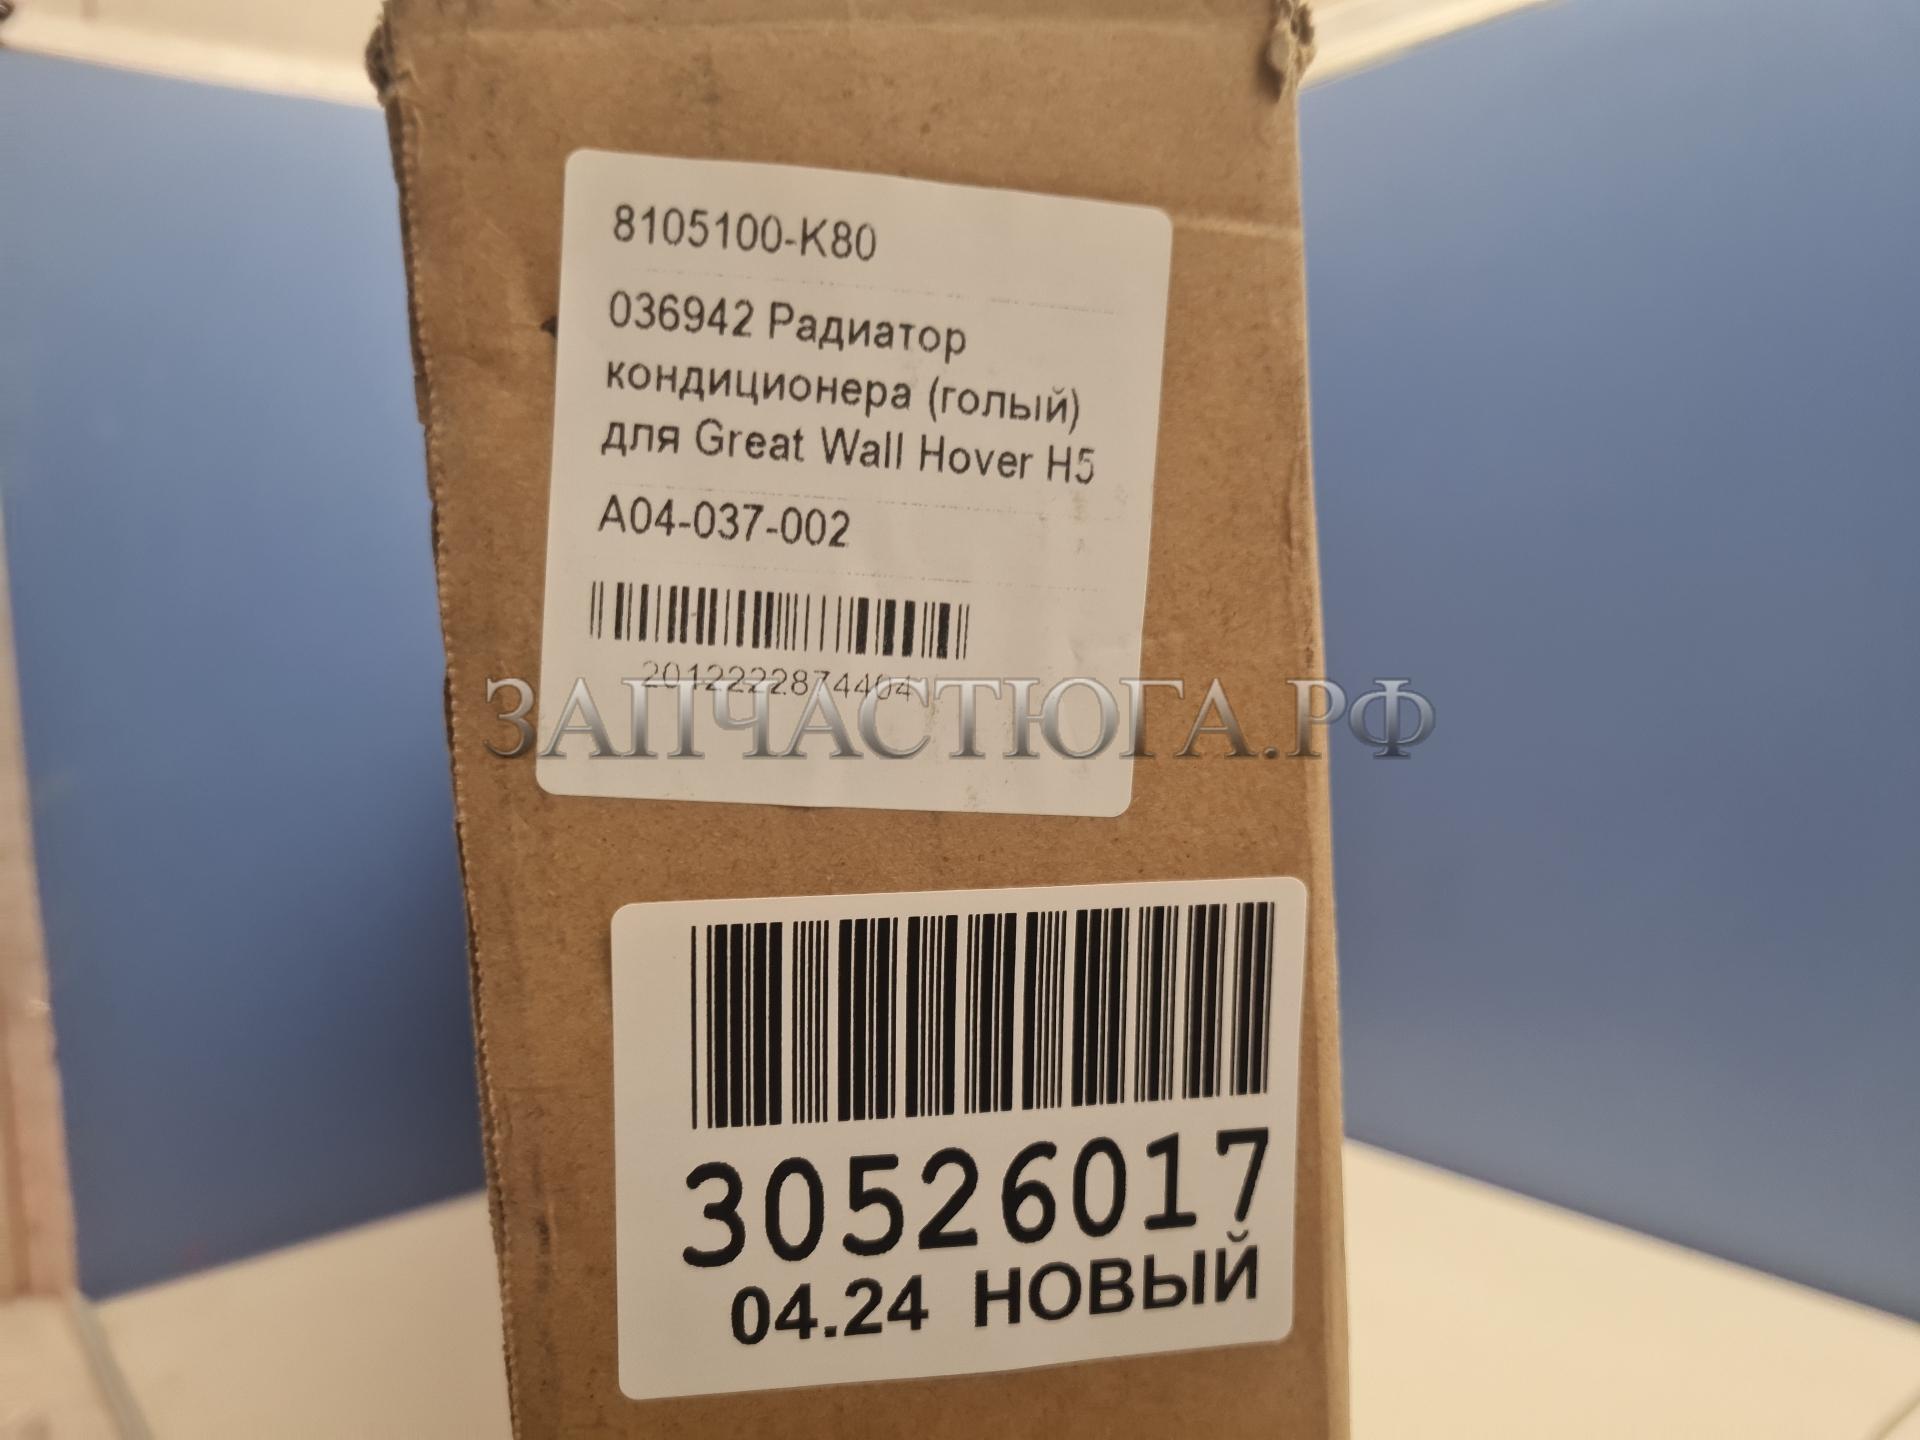 8105100-K80
036942 Радиатор
кондиционера (голый)
для Great Wall Hover H5
A04-037-002
2012222874404
ЗАПЧАСТЮГА.РФ
30526017
04.24 НОВЫЙ